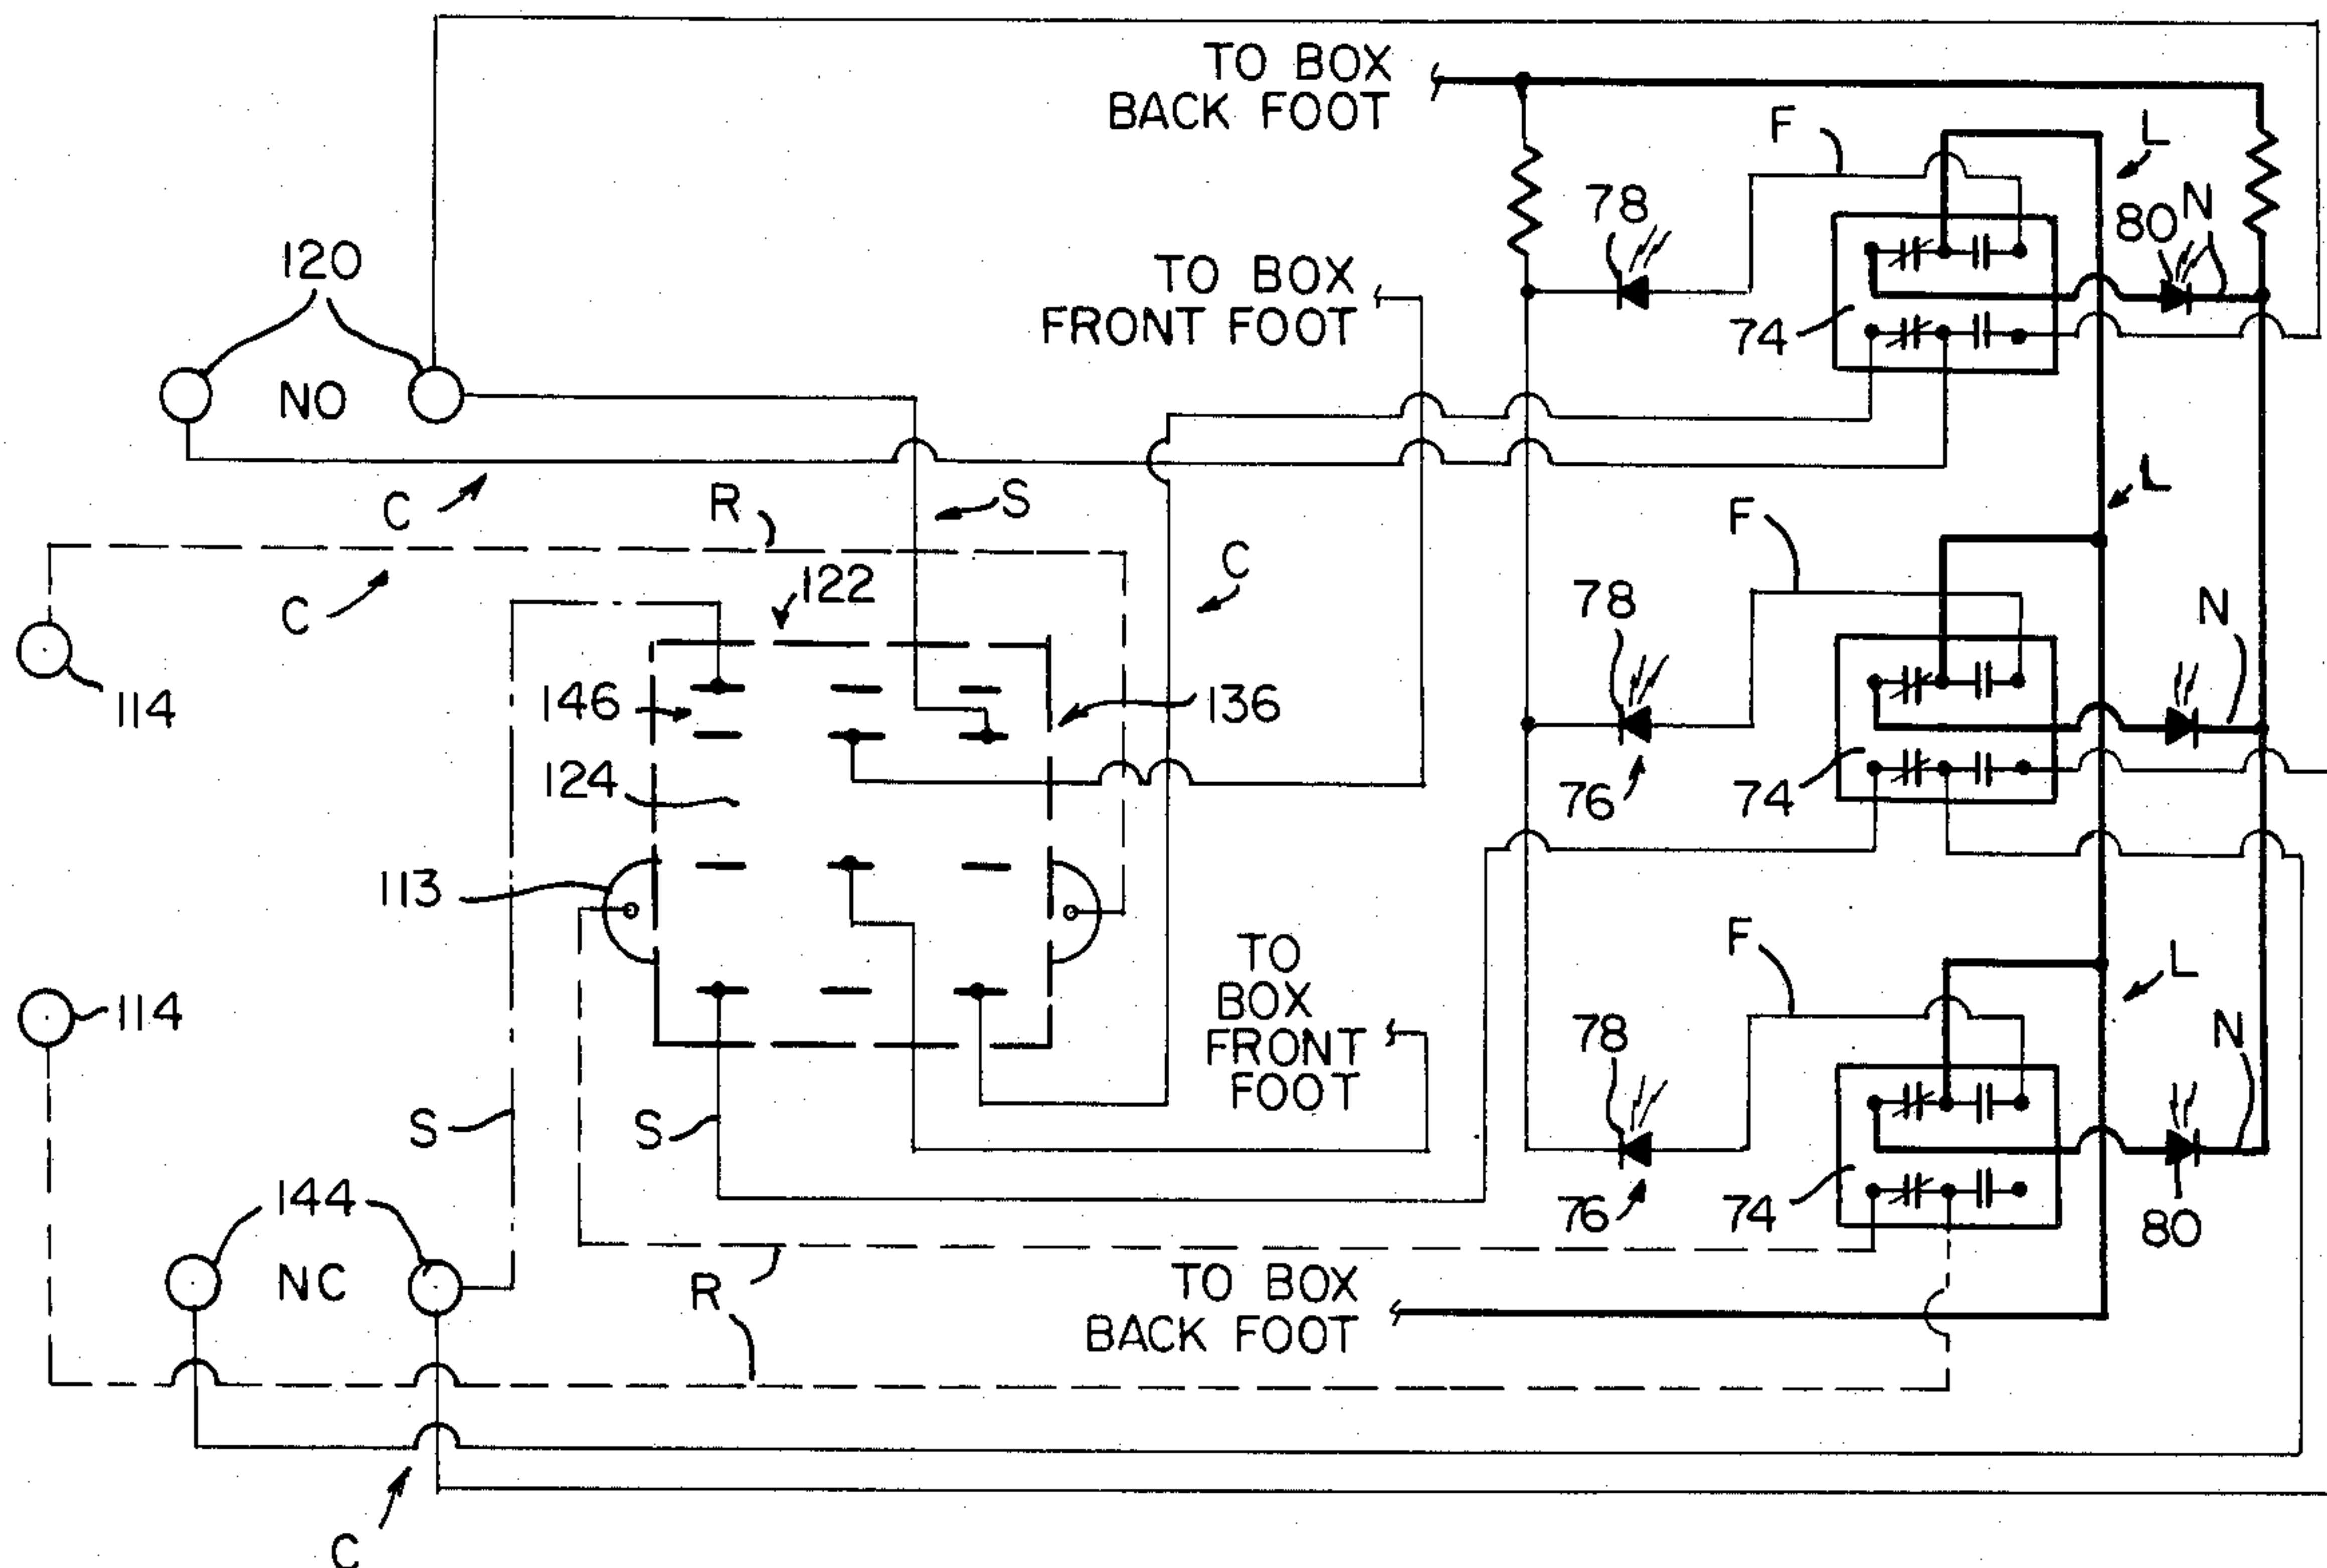 TO BOX
BACK FOOT
F
L
78
80
N
120
TO BOX
FRONT FOOT
74
NO
C
R
S
L
F
C
C
122
78
N
114
146
136
124
76
74
113
F
TO
BOX
FRONT
FOOT
L
114
78
N
S
S
76
74
80
144
NC
R
TO BOX
BACK FOOT
C